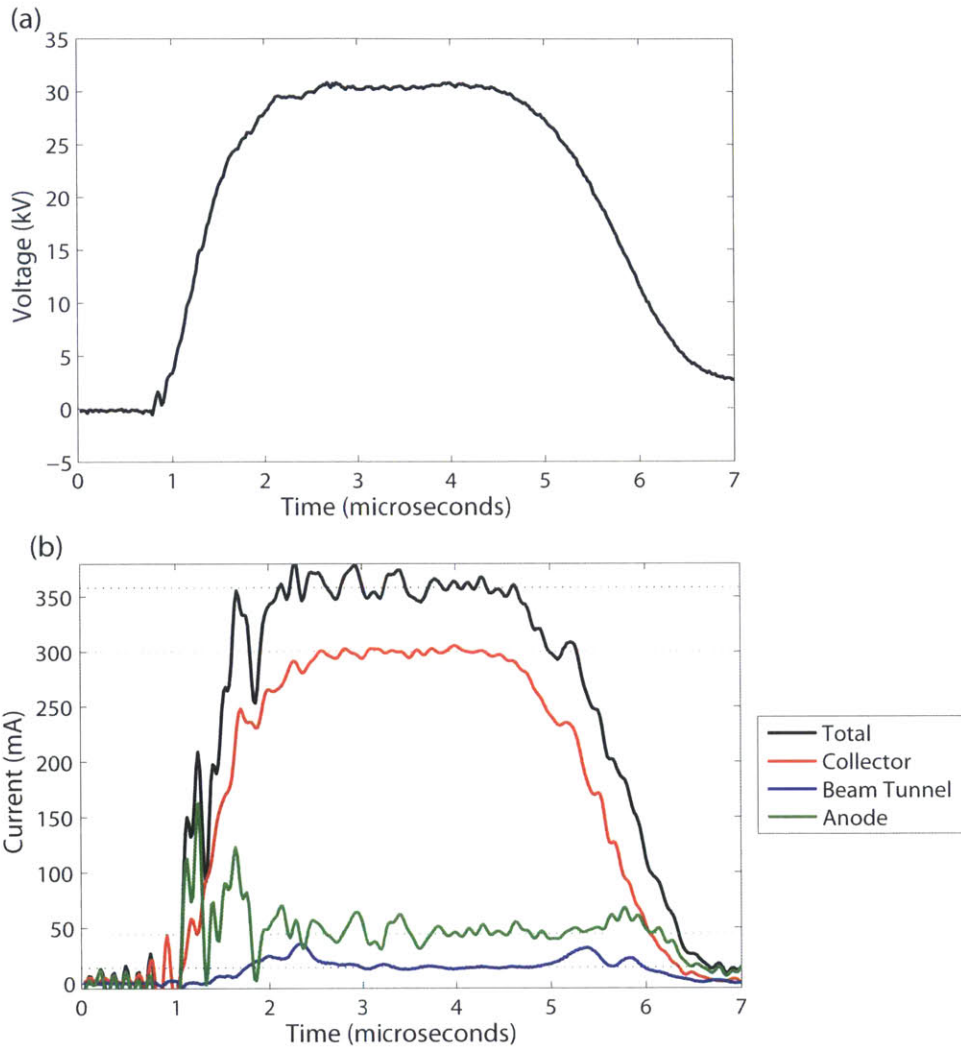 (a)
35
30
25
20
15
10
5
0
−5
Voltage (kV)
0 1 2 3 4 5 6 7
Time (microseconds)
(b)
350
300
250
200
150
100
50
0
Current (mA)
0 1 2 3 4 5 6 7
Time (microseconds)
Total
Collector
Beam Tunnel
Anode